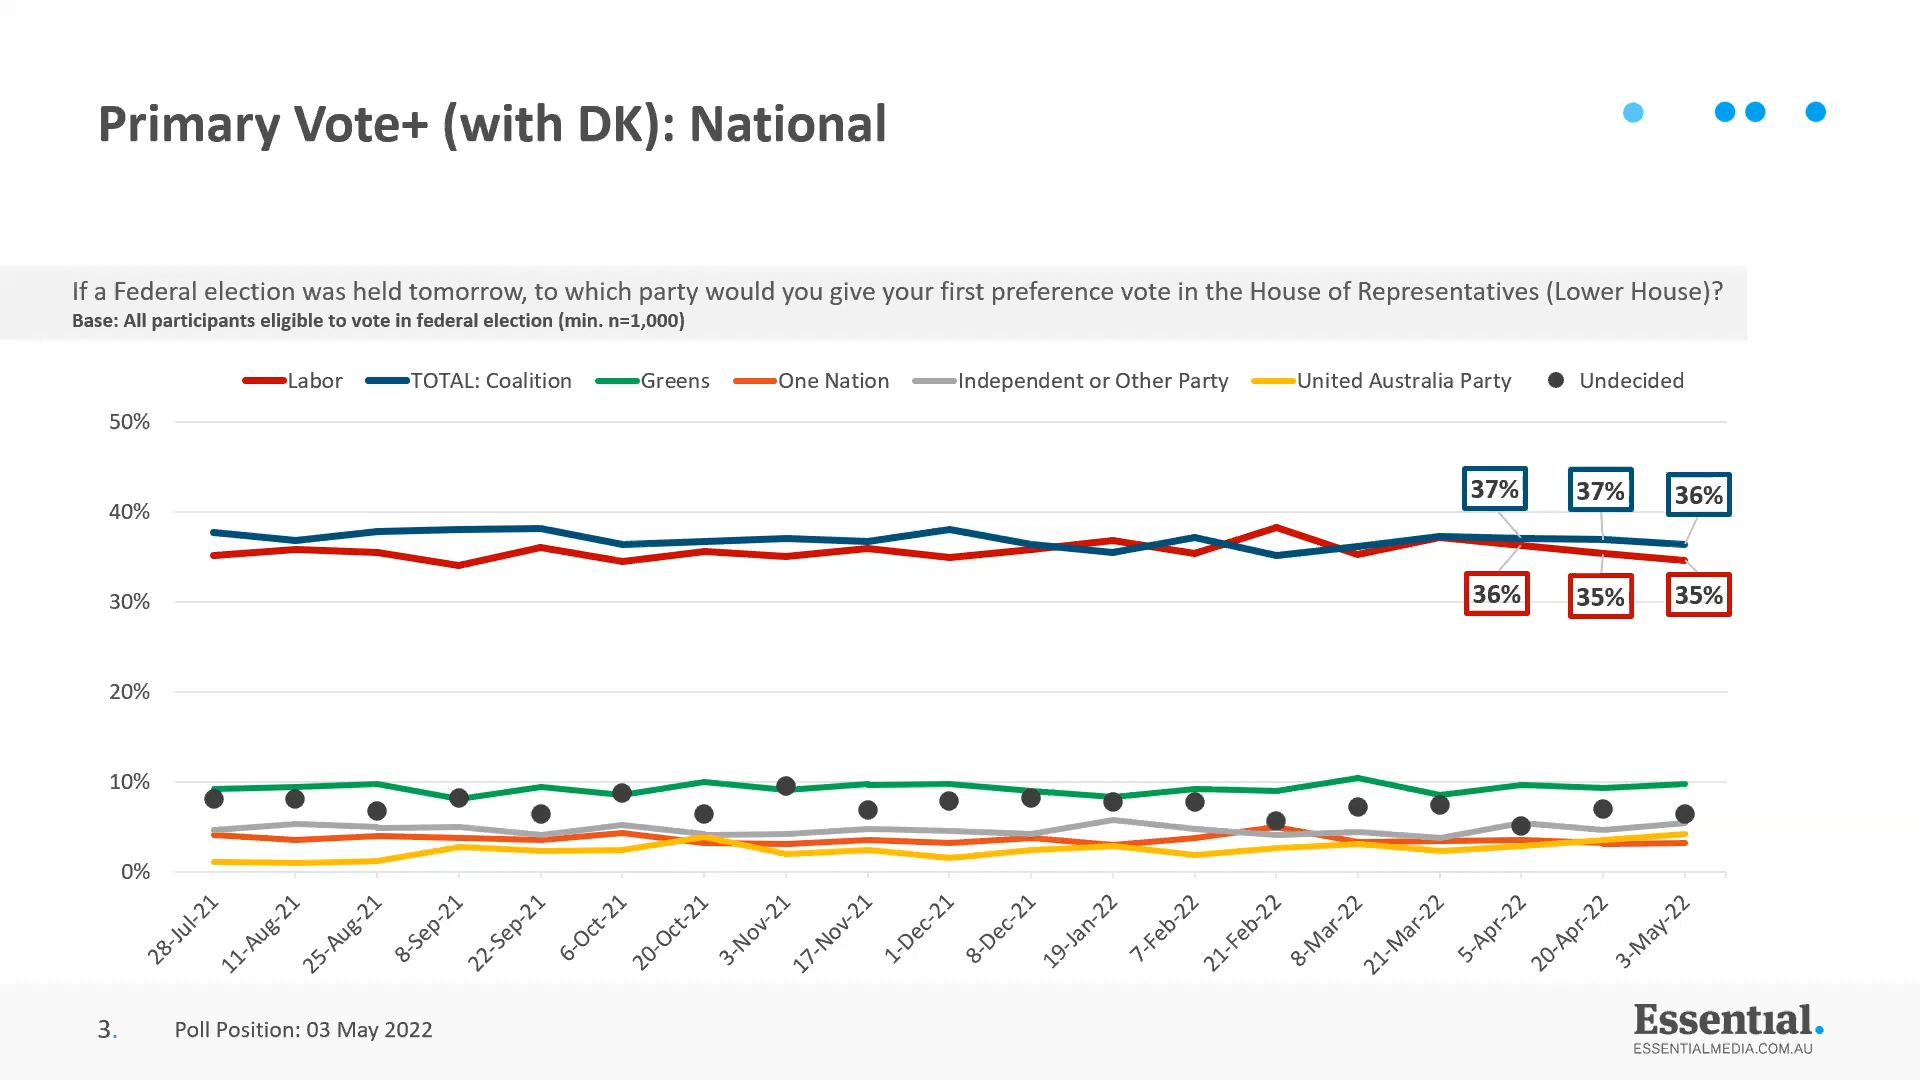 Primary Vote+ (with DK): National
If a Federal election was held tomorrow, to which party would you give your first preference vote in the House of Representatives (Lower House)?
Base: All participants eligible to vote in federal election (min. n=1,000)
Labor TOTAL: Coalition Greens One Nation Independent or Other Party United Australia Party Undecided
50%
40%
30%
20%
10%
0%
37% 37% 36%
36% 35% 35%
28-Jul-21 11-Aug-21 25-Aug-21 8-Sep-21 22-Sep-21 6-Oct-21 20-Oct-21 3-Nov-21 17-Nov-21 1-Dec-21 8-Dec-21 19-Jan-22 7-Feb-22 21-Feb-22 8-Mar-22 21-Mar-22 5-Apr-22 20-Apr-22 3-May-22
3. Poll Position: 03 May 2022
Essential.
ESSENTIALMEDIA.COM.AU